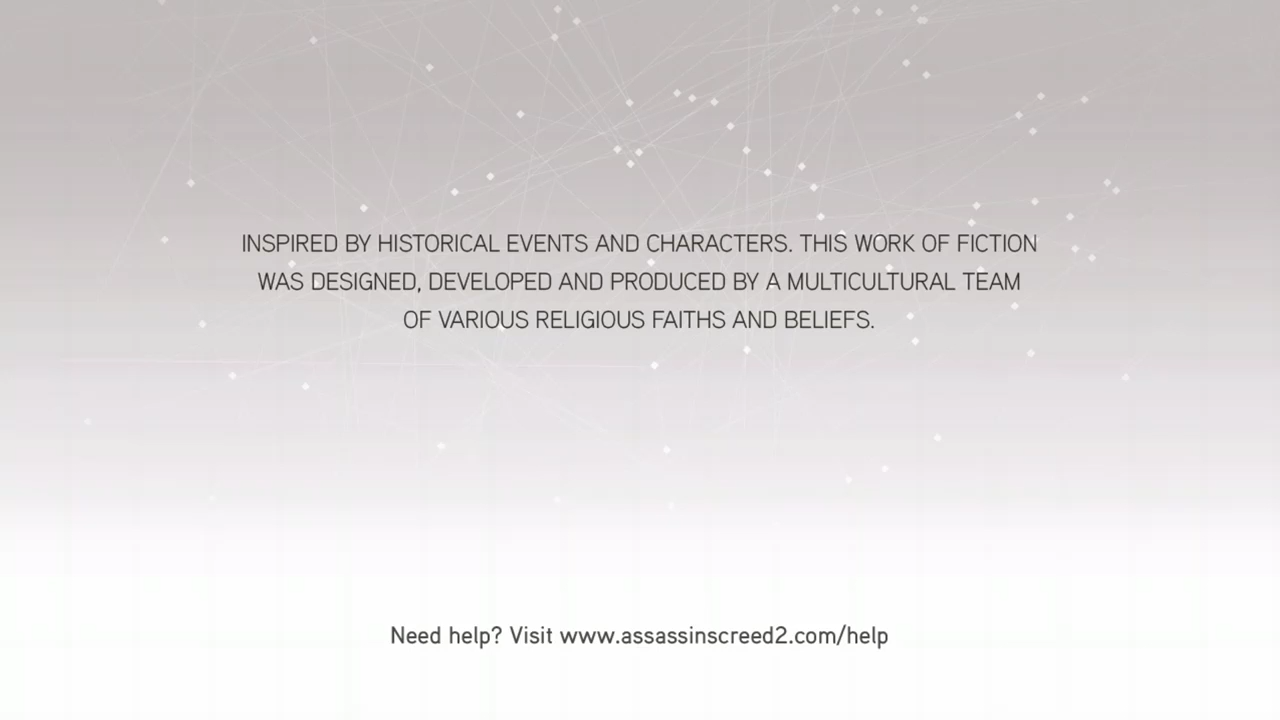 INSPIRED BY HISTORICAL EVENTS AND CHARACTERS. THIS WORK OF FICTION
WAS DESIGNED, DEVELOPED AND PRODUCED BY A MULTICULTURAL TEAM
OF VARIOUS RELIGIOUS FAITHS AND BELIEFS.
Need help? Visit www.assassinscreed2.com/help